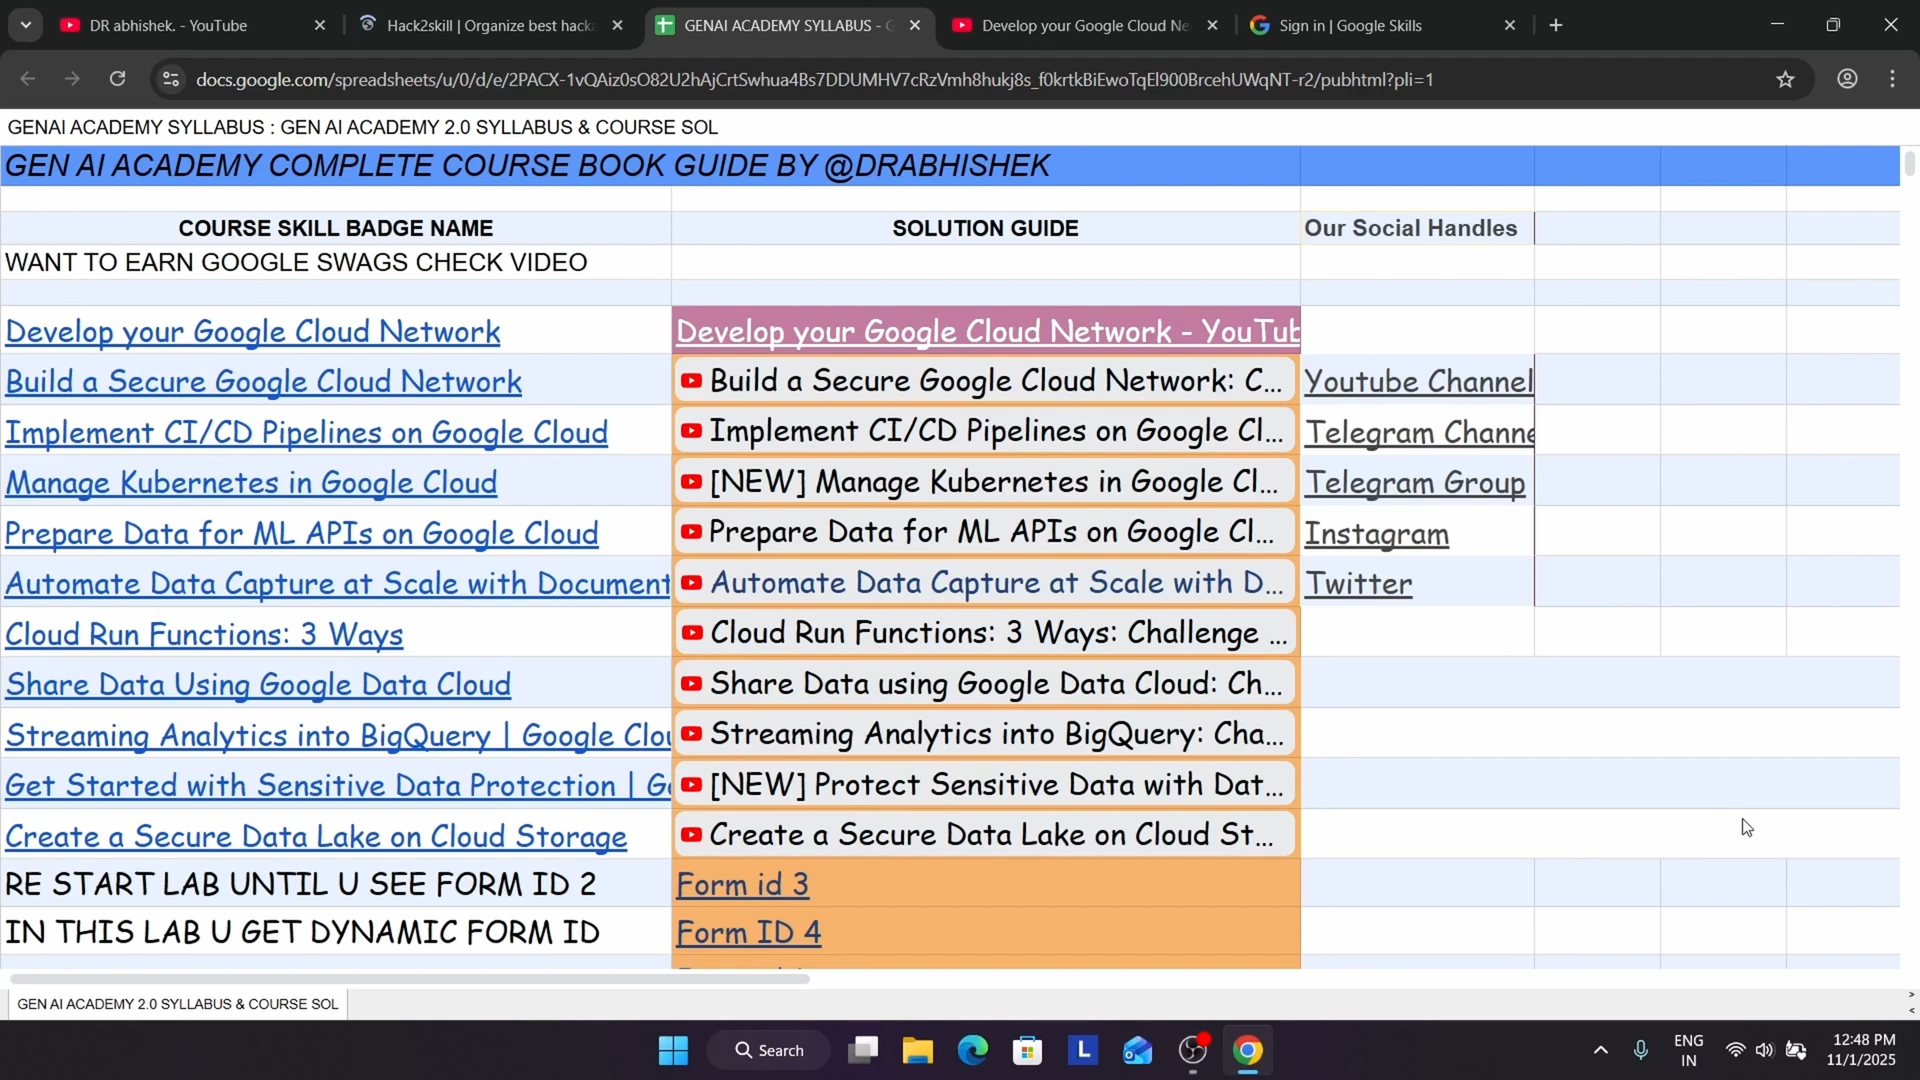 DR abhishek. - YouTube
Hack2skill | Organize best hacka
GENAI ACADEMY SYLLABUS - G
Develop your Google Cloud Ne
Sign in | Google Skills
docs.google.com/spreadsheets/u/0/d/e/2PACX-1vQAiz0sO82U2hAjCrtSwhua4Bs7DDUMHV7cRzVmh8hukj8s_f0krtkBiEwoTqEl900BrcehUWqNT-r2/pubhtml?pli=1
GENAI ACADEMY SYLLABUS : GEN AI ACADEMY 2.0 SYLLABUS & COURSE SOL
GEN AI ACADEMY COMPLETE COURSE BOOK GUIDE BY @DRABHISHEK
COURSE SKILL BADGE NAME SOLUTION GUIDE Our Social Handles
WANT TO EARN GOOGLE SWAGS CHECK VIDEO
Develop your Google Cloud Network Develop your Google Cloud Network - YouTub
Build a Secure Google Cloud Network Build a Secure Google Cloud Network: C... Youtube Channel
Implement CI/CD Pipelines on Google Cloud Implement CI/CD Pipelines on Google Cl... Telegram Channe
Manage Kubernetes in Google Cloud [NEW] Manage Kubernetes in Google Cl... Telegram Group
Prepare Data for ML APIs on Google Cloud Prepare Data for ML APIs on Google Cl... Instagram
Automate Data Capture at Scale with Document Automate Data Capture at Scale with D... Twitter
Cloud Run Functions: 3 Ways Cloud Run Functions: 3 Ways: Challenge ...
Share Data Using Google Data Cloud Share Data using Google Data Cloud: Ch...
Streaming Analytics into BigQuery | Google Clou Streaming Analytics into BigQuery: Cha...
Get Started with Sensitive Data Protection | Go [NEW] Protect Sensitive Data with Dat...
Create a Secure Data Lake on Cloud Storage Create a Secure Data Lake on Cloud St...
RE START LAB UNTIL U SEE FORM ID 2 Form id 3
IN THIS LAB U GET DYNAMIC FORM ID Form ID 4
GEN AI ACADEMY 2.0 SYLLABUS & COURSE SOL
Search
L
ENG
IN
12:48 PM
11/1/2025